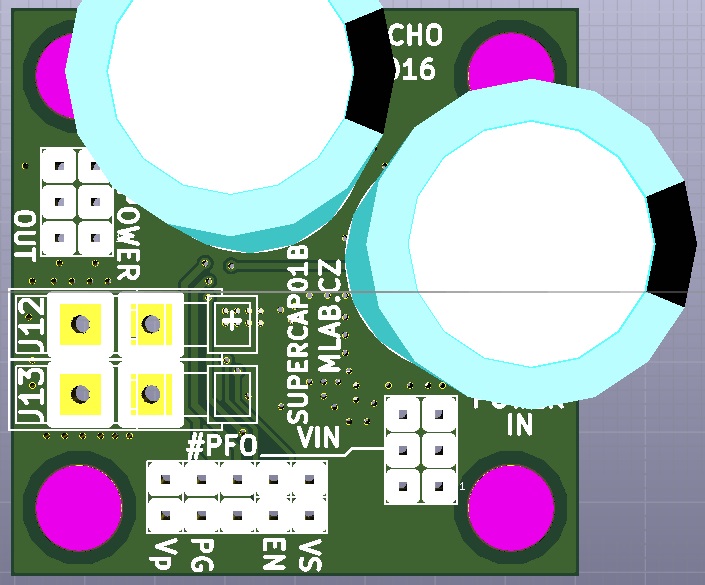 CHO
016
OUT
POWER
J12
+
J13
SUPERCAP01B
MLAB.CZ
POWER
IN
#PFO
VIN
1
Vp
PG
EN
VS